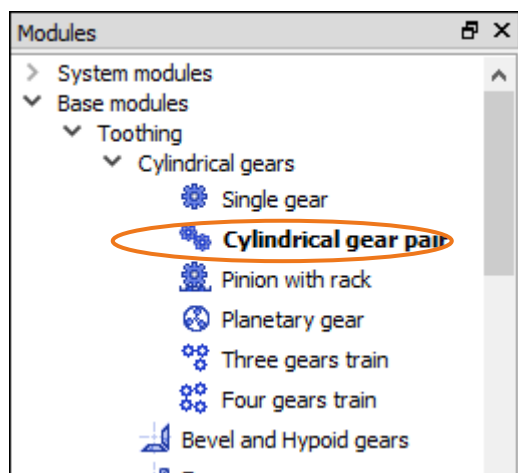 Modules
System modules
Base modules
Toothing
Cylindrical gears
Single gear
Cylindrical gear pair
Pinion with rack
Planetary gear
Three gears train
Four gears train
Bevel and Hypoid gears